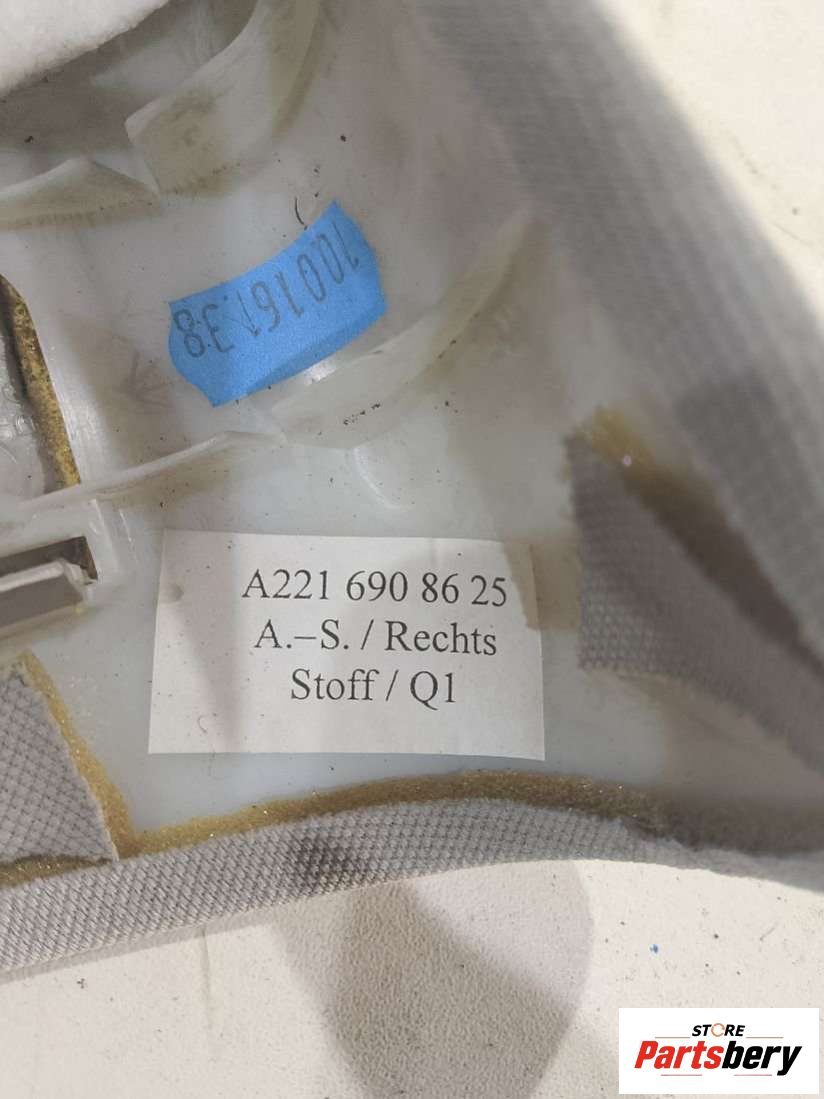 10016138
A221 690 86 25
A.–S. / Rechts
Stoff / Q1
STORE
Partsbery